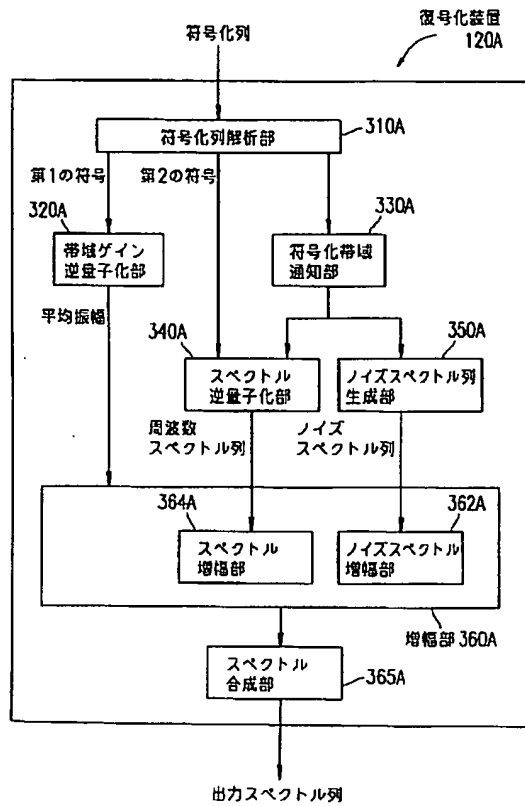 復号化装置
120A
符号化列
符号化列解析部
310A
第1の符号
第2の符号
320A
330A
帯域ゲイン
逆量子化部
符号化帯域
通知部
平均振幅
340A
350A
スペクトル
逆量子化部
ノイズスペクトル列
生成部
周波数
スペクトル列
ノイズ
スペクトル列
364A
362A
スペクトル
増幅部
ノイズスペクトル
増幅部
増幅部360A
スペクトル
合成部
365A
出力スペクトル列